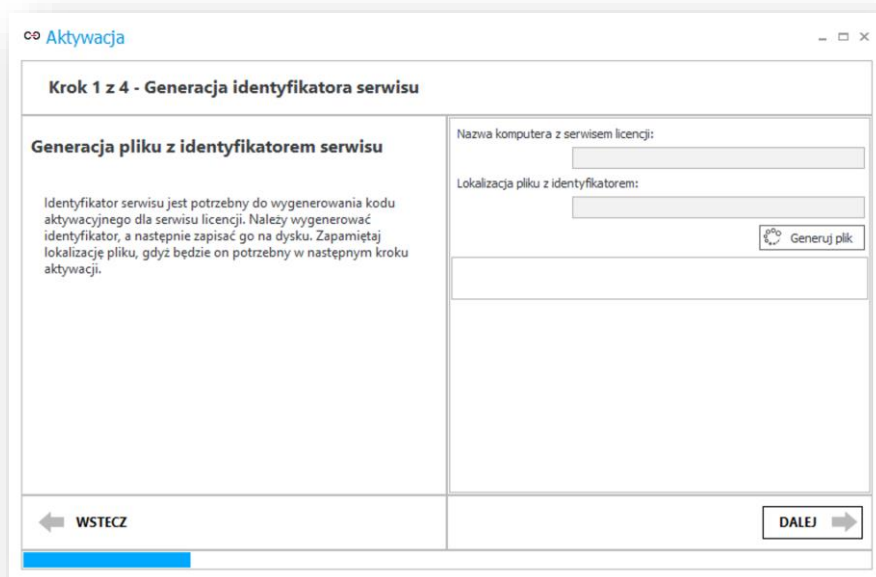 Aktywacja
Krok 1 z 4 - Generacja identyfikatora serwisu
Generacja pliku z identyfikatorem serwisu
Identyfikator serwisu jest potrzebny do wygenerowania kodu
aktywacyjnego dla serwisu licencji. Należy wygenerować
identyfikator, a następnie zapisać go na dysku. Zapamiętaj
lokalizację pliku, gdyż będzie on potrzebny w następnym kroku
aktywacji.
Nazwa komputera z serwisem licencji:
Lokalizacja pliku z identyfikatorem:
Generuj plik
WSTECZ
DALEJ